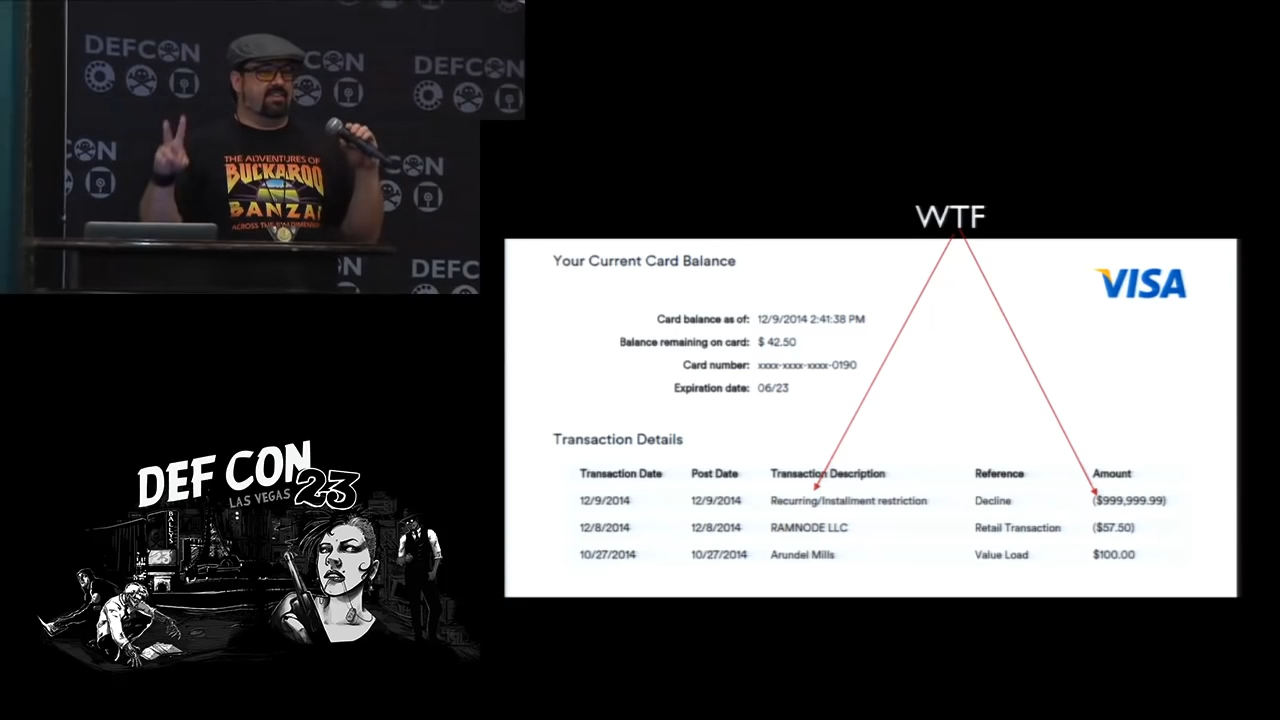 DEFCON
CON
DEFCON
CON
CON
THE ADVENTURES OF
BUCKAROO
BANZAI
N
DEFC
WTF
Your Current Card Balance
VISA
Card balance as of: 12/9/2014 2:41:38 PM
Balance remaining on card: $ 42.50
Card number: xxxx-xxxx-xxxx-0190
Expiration date: 06/23
Transaction Details
Transaction Date Post Date Transaction Description Reference Amount
12/9/2014 12/9/2014 Recurring/Installment restriction Decline ($999,999.99)
12/8/2014 12/8/2014 RAMNODE LLC Retail Transaction ($57.50)
10/27/2014 10/27/2014 Arundel Mills Value Load $100.00
DEF CON
LAS VEGAS 23
BALLYS